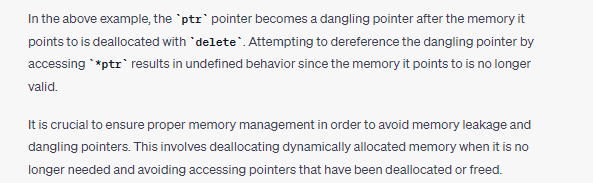 In the above example, the `ptr` pointer becomes a dangling pointer after the memory it
points to is deallocated with `delete`. Attempting to dereference the dangling pointer by
accessing `*ptr` results in undefined behavior since the memory it points to is no longer
valid.
It is crucial to ensure proper memory management in order to avoid memory leakage and
dangling pointers. This involves deallocating dynamically allocated memory when it is no
longer needed and avoiding accessing pointers that have been deallocated or freed.